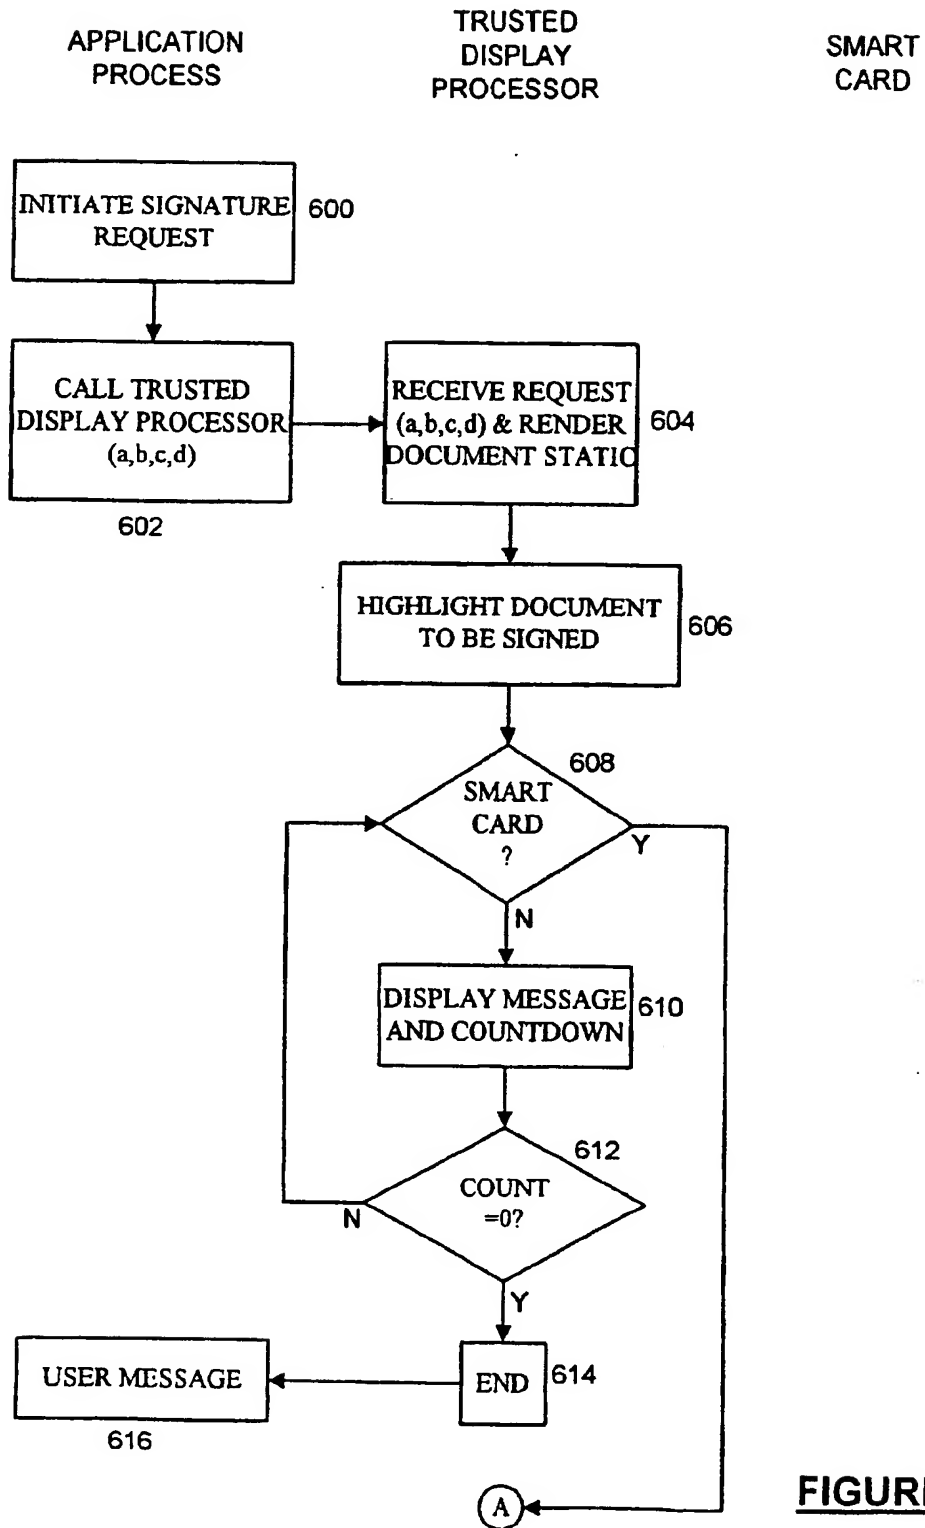 APPLICATION
PROCESS
TRUSTED
DISPLAY
PROCESSOR
SMART
CARD
INITIATE SIGNATURE
REQUEST
600
CALL TRUSTED
DISPLAY PROCESSOR
(a,b,c,d)
602
RECEIVE REQUEST
(a,b,c,d) & RENDER
DOCUMENT STATIC
604
HIGHLIGHT DOCUMENT
TO BE SIGNED
606
608
SMART
CARD
?
Y
N
DISPLAY MESSAGE
AND COUNTDOWN
610
612
COUNT
=0?
N
Y
USER MESSAGE
616
END
614
A
FIGURE